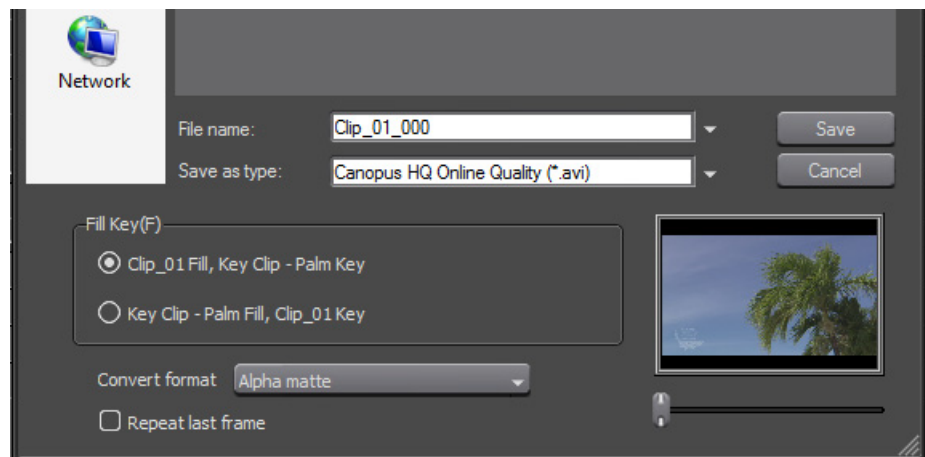 Network
File name:
Clip_01_000
Save
Save as type:
Canopus HQ Online Quality (*.avi)
Cancel
Fill Key(F)
Clip_01 Fill, Key Clip - Palm Key
Key Clip - Palm Fill, Clip_01 Key
Convert format
Alpha matte
Repeat last frame